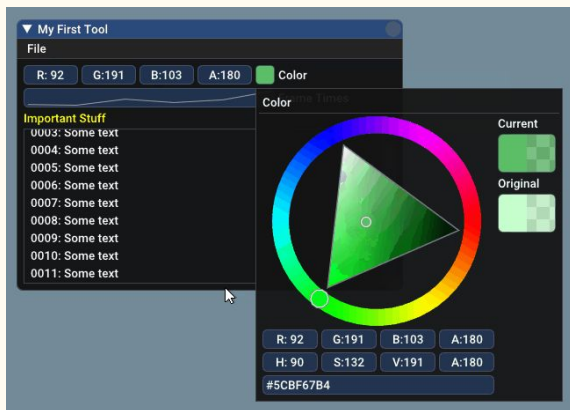 My First Tool
File
R: 92 G:191 B:103 A:180 Color
Frame Times
Important Stuff
0003: Some text
0004: Some text
0005: Some text
0006: Some text
0007: Some text
0008: Some text
0009: Some text
0010: Some text
0011: Some text
Color
Current
Original
R: 92 G:191 B:103 A:180
H: 90 S:132 V:191 A:180
#5CBF67B4